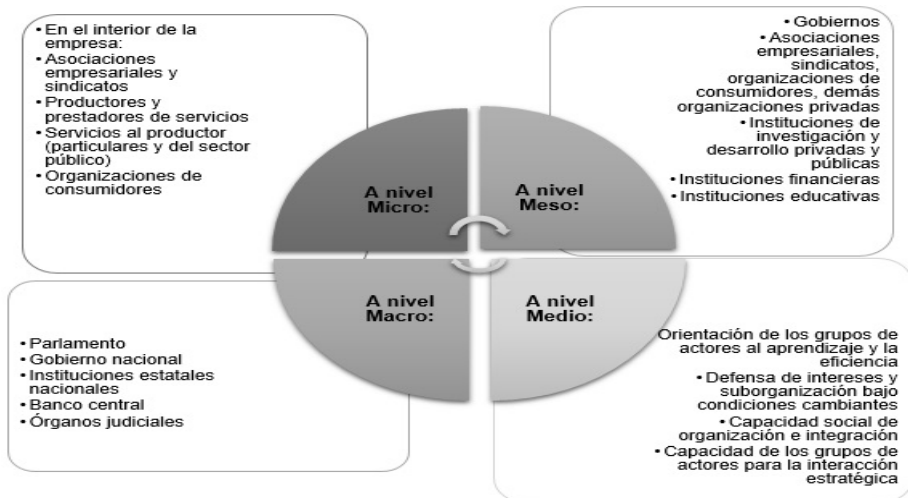 • En el interior de la
empresa:
• Asociaciones
empresariales y
sindicatos
• Productores y
prestadores de servicios
• Servicios al productor
(particulares y del sector
público)
• Organizaciones de
consumidores
• Gobiernos
• Asociaciones
empresariales,
sindicatos,
organizaciones de
consumidores, demás
organizaciones privadas
• Instituciones de
investigación y
desarrollo privadas y
públicas
• Instituciones financieras
• Instituciones educativas
A nivel
Micro:
A nivel
Meso:
A nivel
Macro:
A nivel
Medio:
• Parlamento
• Gobierno nacional
• Instituciones estatales
nacionales
• Banco central
• Órganos judiciales
Orientación de los grupos de
actores al aprendizaje y la
eficiencia
• Defensa de intereses y
suborganización bajo
condiciones cambiantes
• Capacidad social de
organización e integración
• Capacidad de los grupos de
actores para la interacción
estratégica